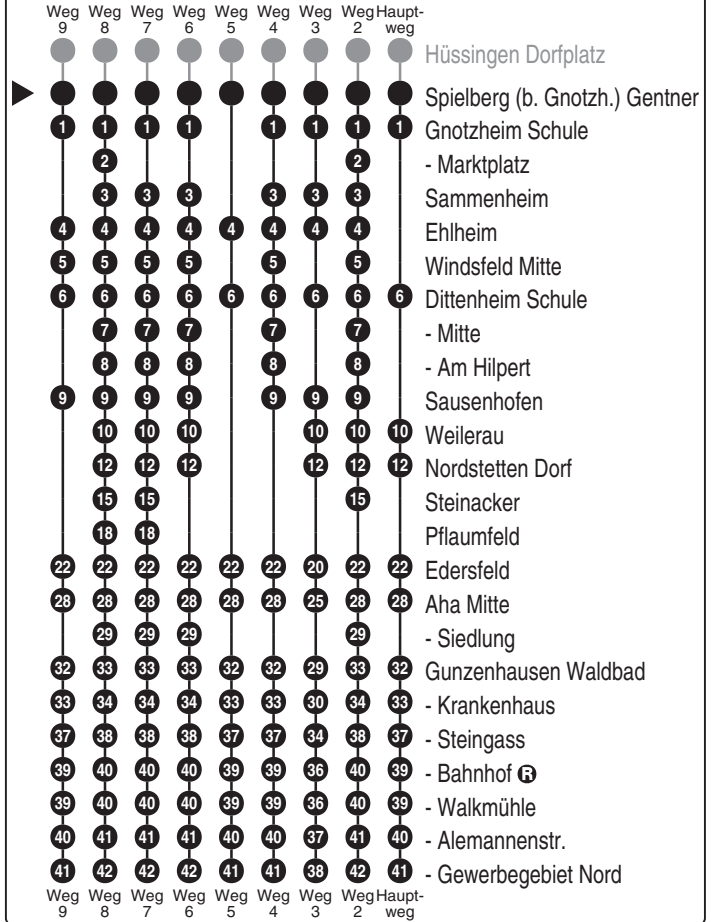 Weg Weg Weg Weg Weg Weg Weg Weg Haupt-
9 8 7 6 5 4 3 2 weg
Hüssingen Dorfplatz
Spielberg (b. Gnotzh.) Gentner
1 1 1 1 1 1 1 1 Gnotzheim Schule
2 2 - Marktplatz
3 3 3 3 3 3 Sammenheim
4 4 4 4 4 4 4 4 Ehlheim
5 5 5 5 5 5 Windsfeld Mitte
6 6 6 6 6 6 6 6 6 Dittenheim Schule
7 7 7 7 7 - Mitte
8 8 8 8 8 - Am Hilpert
9 9 9 9 9 9 9 Sausenhofen
10 10 10 10 10 10 Weilerau
12 12 12 12 12 12 Nordstetten Dorf
15 15 15 Steinacker
18 18 Pflaumfeld
22 22 22 22 22 22 20 22 22 Edersfeld
28 28 28 28 28 28 25 28 28 Aha Mitte
29 29 29 29 - Siedlung
32 33 33 33 32 32 29 33 32 Gunzenhausen Waldbad
33 34 34 34 33 33 30 34 33 - Krankenhaus
37 38 38 38 37 37 34 38 37 - Steingass
39 40 40 40 39 39 36 40 39 - Bahnhof R
39 40 40 40 39 39 36 40 39 - Walkmühle
40 41 41 41 40 40 37 41 40 - Alemannenstr.
41 42 42 42 41 41 38 42 41 - Gewerbegebiet Nord
Weg Weg Weg Weg Weg Weg Weg Weg Haupt-
9 8 7 6 5 4 3 2 weg